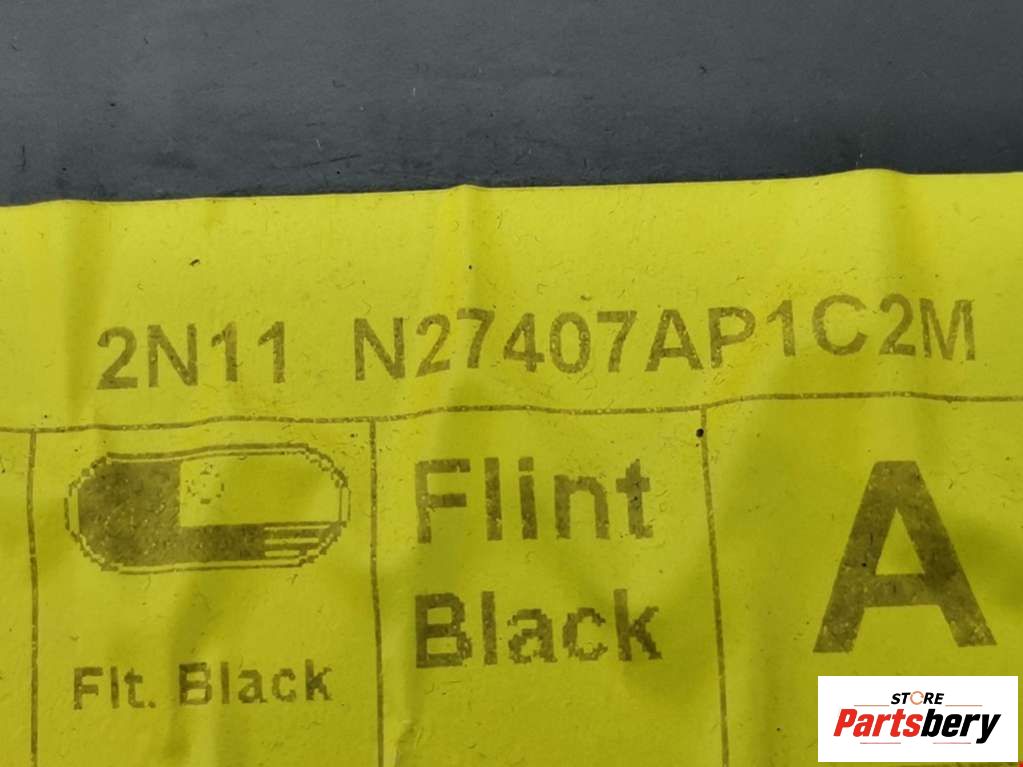 2N11 N27407AP1C2M
Flint
Black
A
Flt. Black
STORE
Partsbery